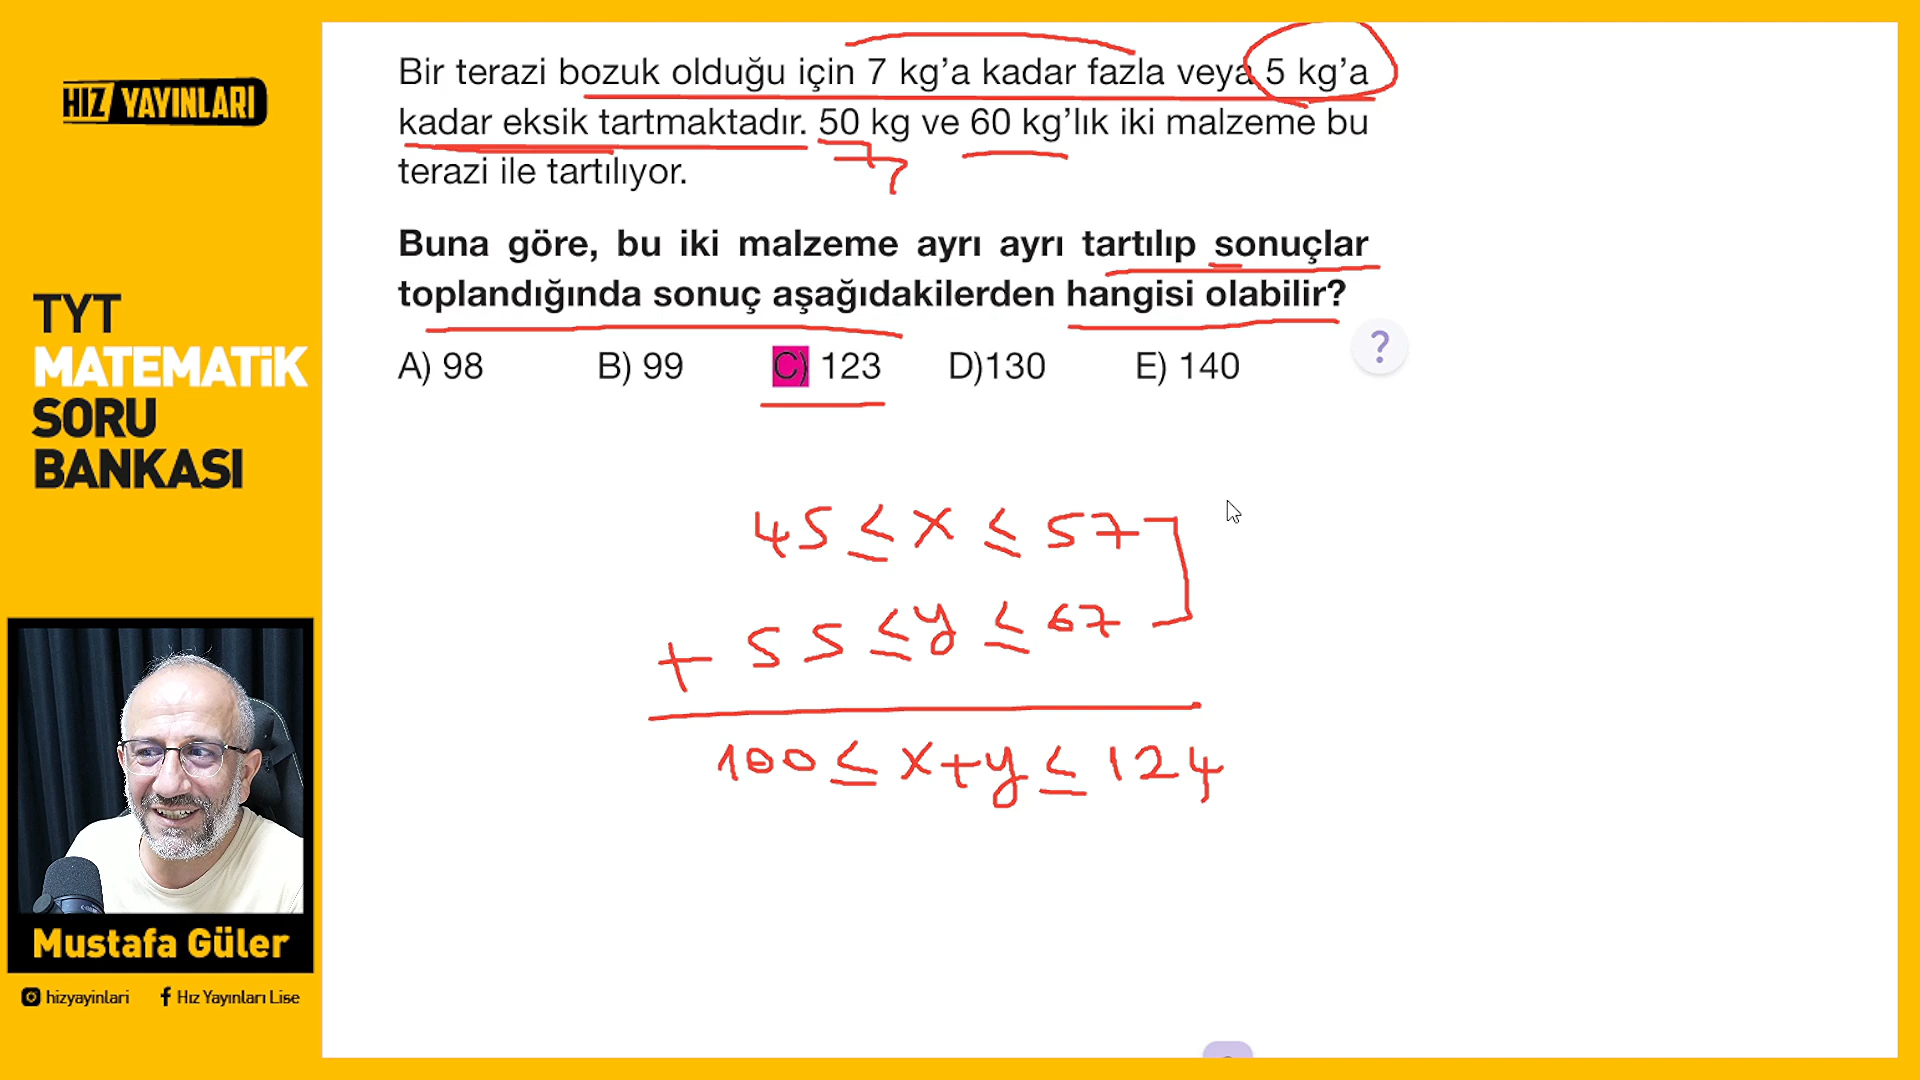 HIZ YAYINLARI
TYT
MATEMATİK
SORU
BANKASI
Mustafa Güler
hizyayinlari
Hız Yayınları Lise
Bir terazi bozuk olduğu için 7 kg’a kadar fazla veya 5 kg’a
kadar eksik tartmaktadır. 50 kg ve 60 kg’lık iki malzeme bu
terazi ile tartılıyor.
7
Buna göre, bu iki malzeme ayrı ayrı tartılıp sonuçlar
toplandığında sonuç aşağıdakilerden hangisi olabilir?
?
A) 98 B) 99 C) 123 D)130 E) 140
45 ≤ x ≤ 57
+ 55 ≤ y ≤ 67
100 ≤ x+y ≤ 124